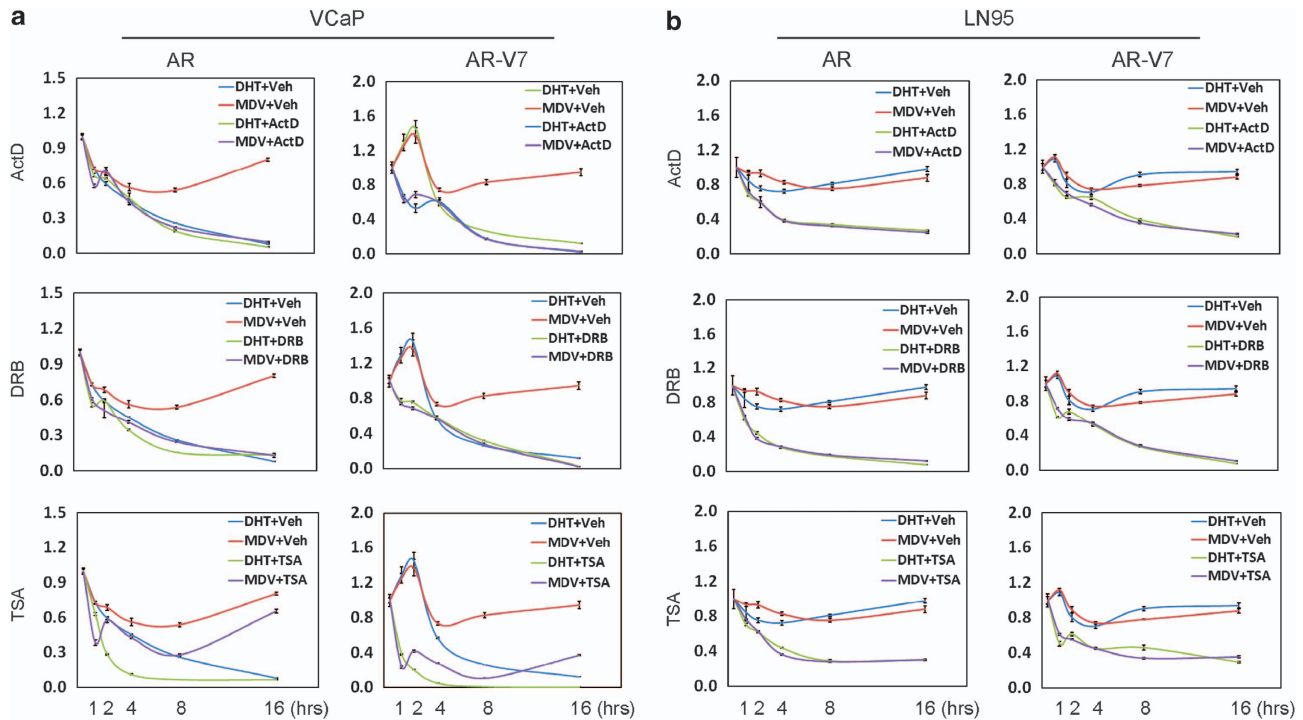 a
VCaP
b
LN95
AR
AR-V7
AR
AR-V7
ActD
1.5
1.2
0.9
0.6
0.3
0.0
DHT+Veh
MDV+Veh
DHT+ActD
MDV+ActD
2.0
1.6
1.2
0.8
0.4
0.0
DHT+Veh
MDV+Veh
DHT+ActD
MDV+ActD
ActD
2.0
1.6
1.2
0.8
0.4
0.0
DHT+Veh
MDV+Veh
DHT+ActD
MDV+ActD
2.0
1.6
1.2
0.8
0.4
0.0
DHT+Veh
MDV+Veh
DHT+ActD
MDV+ActD
DRB
1.5
1.2
0.9
0.6
0.3
0.0
DHT+Veh
MDV+Veh
DHT+DRB
MDV+DRB
2.0
1.6
1.2
0.8
0.4
0.0
DHT+Veh
MDV+Veh
DHT+DRB
MDV+DRB
DRB
2.0
1.6
1.2
0.8
0.4
0.0
DHT+Veh
MDV+Veh
DHT+DRB
MDV+DRB
2.0
1.6
1.2
0.8
0.4
0.0
DHT+Veh
MDV+Veh
DHT+DRB
MDV+DRB
TSA
1.5
1.2
0.9
0.6
0.3
0.0
DHT+Veh
MDV+Veh
DHT+TSA
MDV+TSA
1 2 4 8 16 (hrs)
2.0
1.6
1.2
0.8
0.4
0.0
DHT+Veh
MDV+Veh
DHT+TSA
MDV+TSA
1 2 4 8 16 (hrs)
TSA
2.0
1.6
1.2
0.8
0.4
0.0
DHT+Veh
MDV+Veh
DHT+TSA
MDV+TSA
1 2 4 8 16 (hrs)
2.0
1.6
1.2
0.8
0.4
0.0
DHT+Veh
MDV+Veh
DHT+TSA
MDV+TSA
1 2 4 8 16 (hrs)